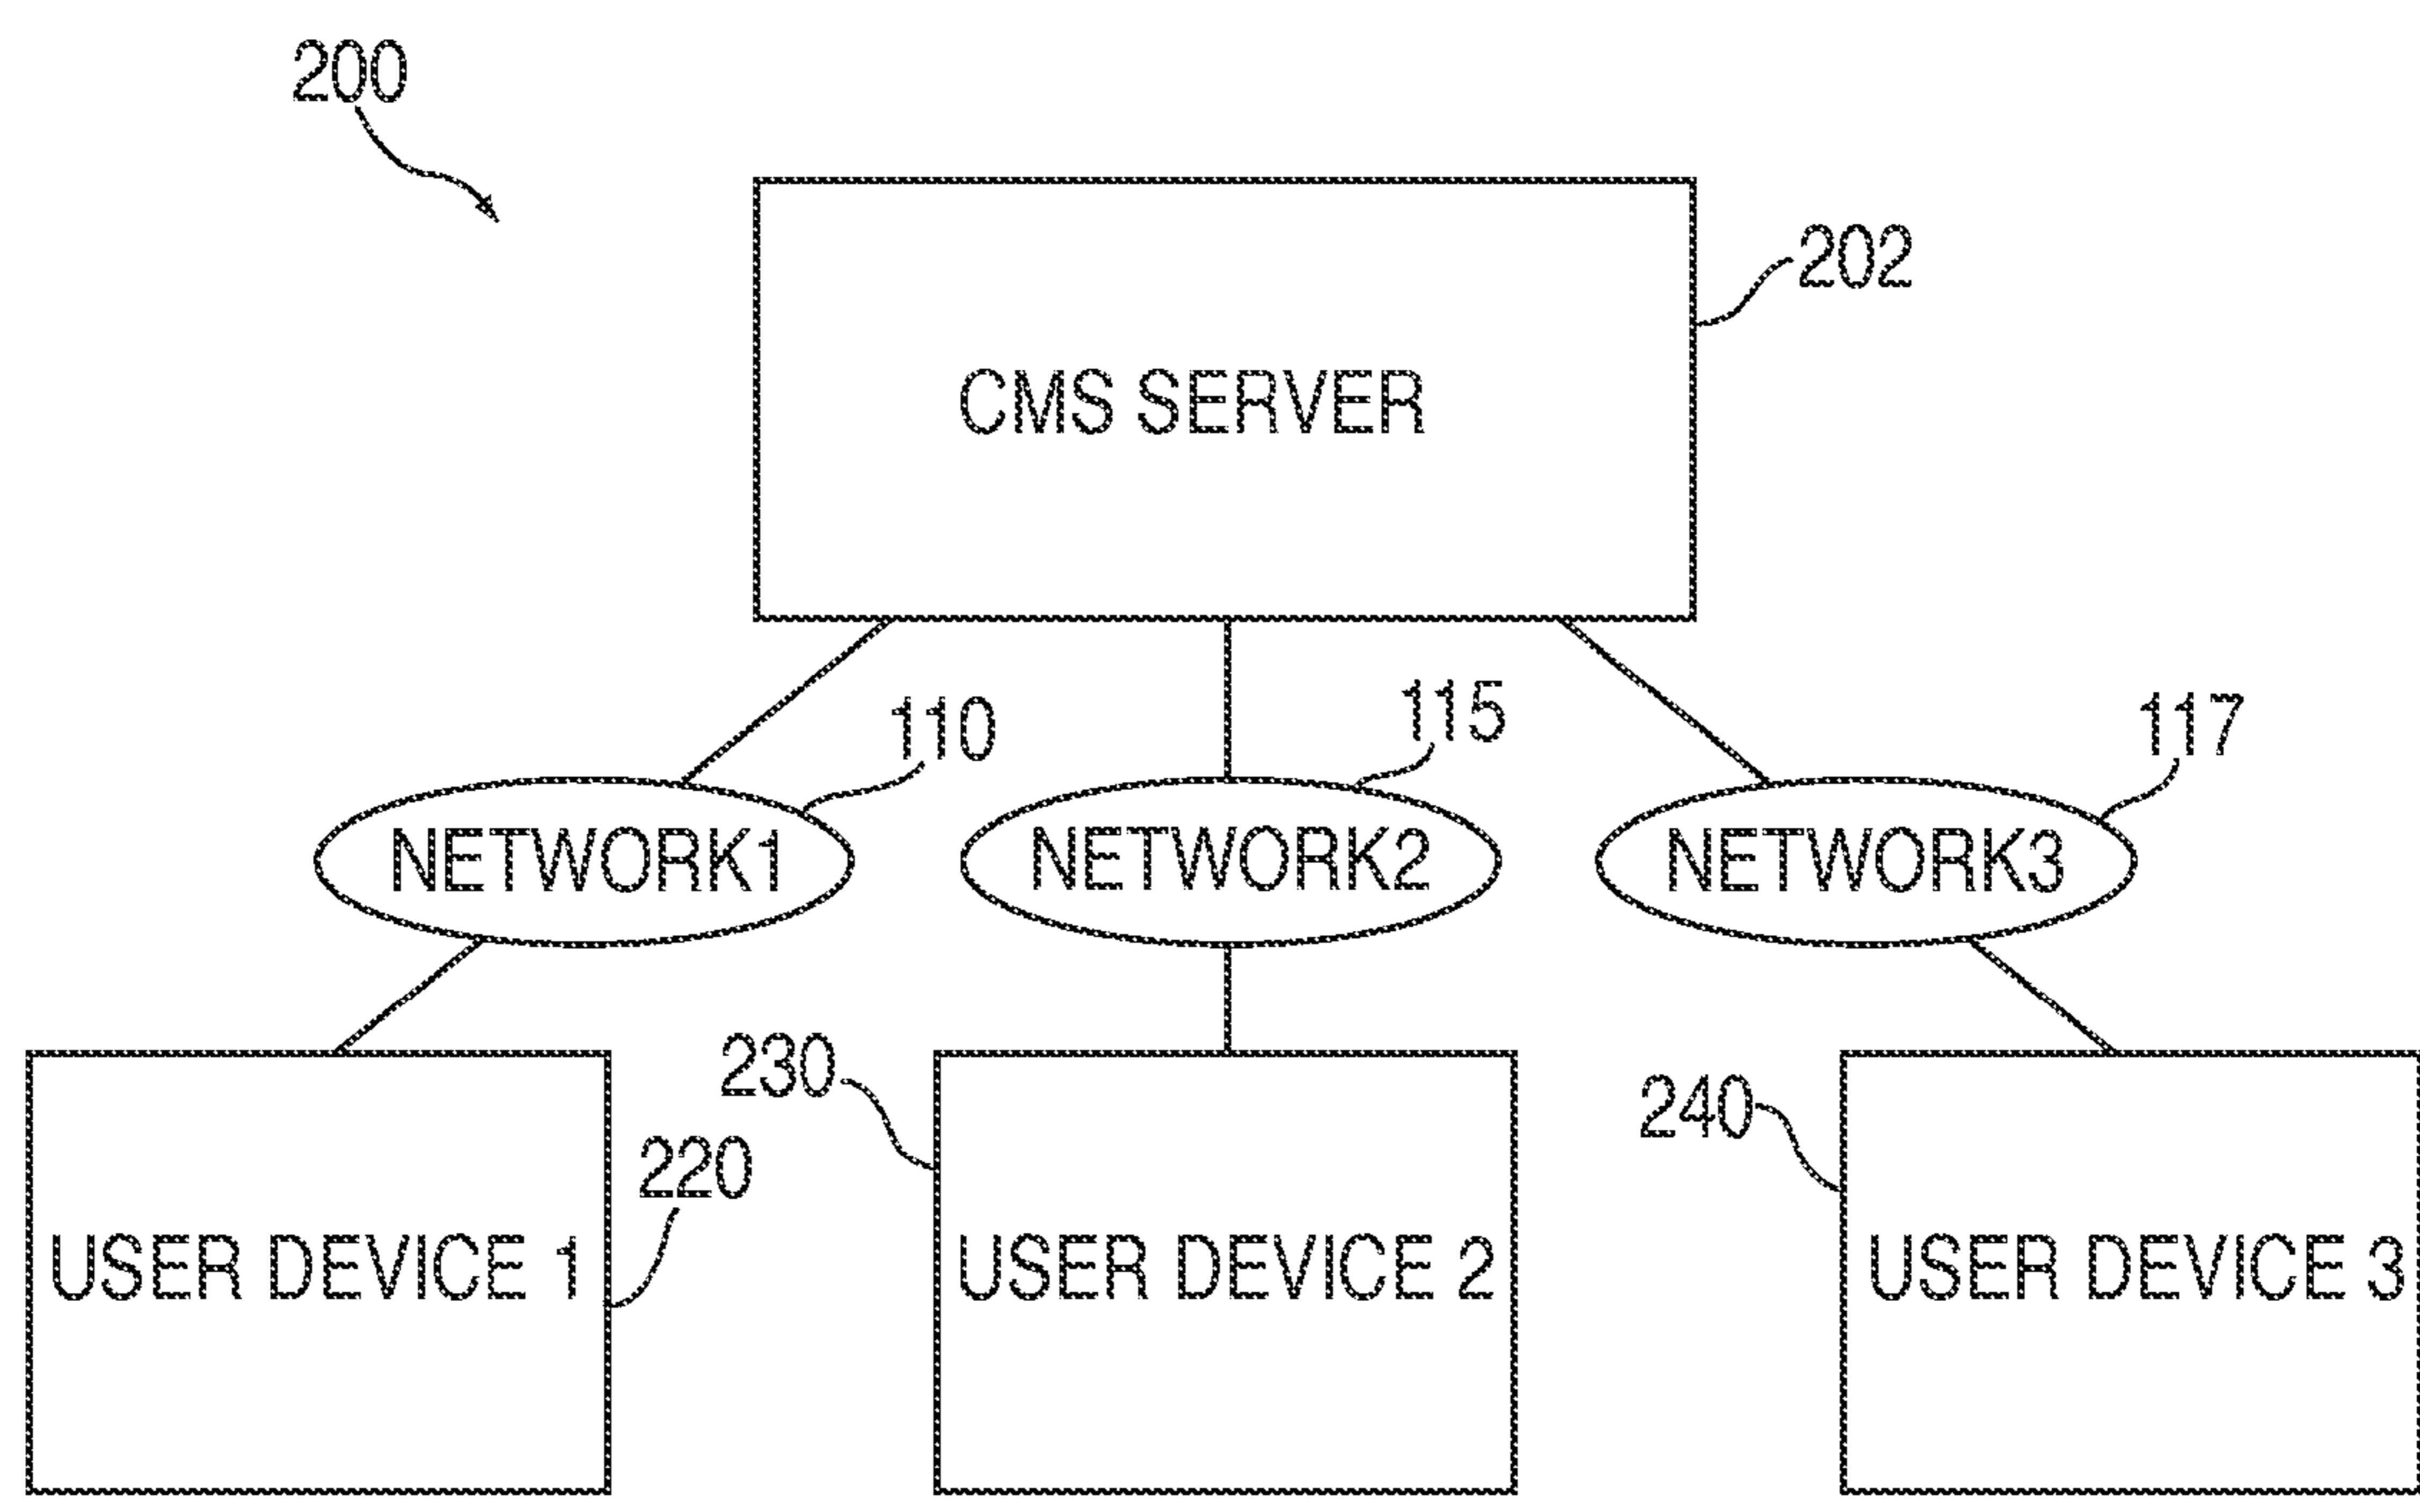 200
202
CMS SERVER
110
115
117
NETWORK1
NETWORK2
NETWORK3
230
240
220
USER DEVICE 1
USER DEVICE 2
USER DEVICE 3